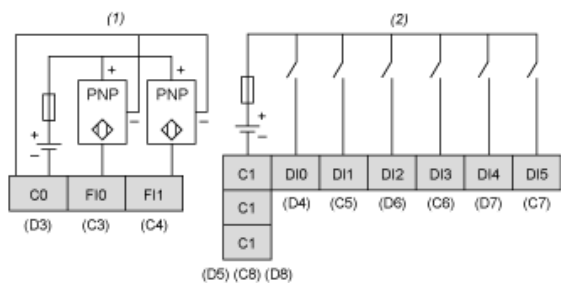 (1) (2)
+ + +
PNP PNP
+ − − − + −
C0 FI0 FI1
(D3) (C3) (C4)
C1 DI0 DI1 DI2 DI3 DI4 DI5
C1 (D4) (C5) (D6) (C6) (D7) (C7)
C1
(D5) (C8) (D8)